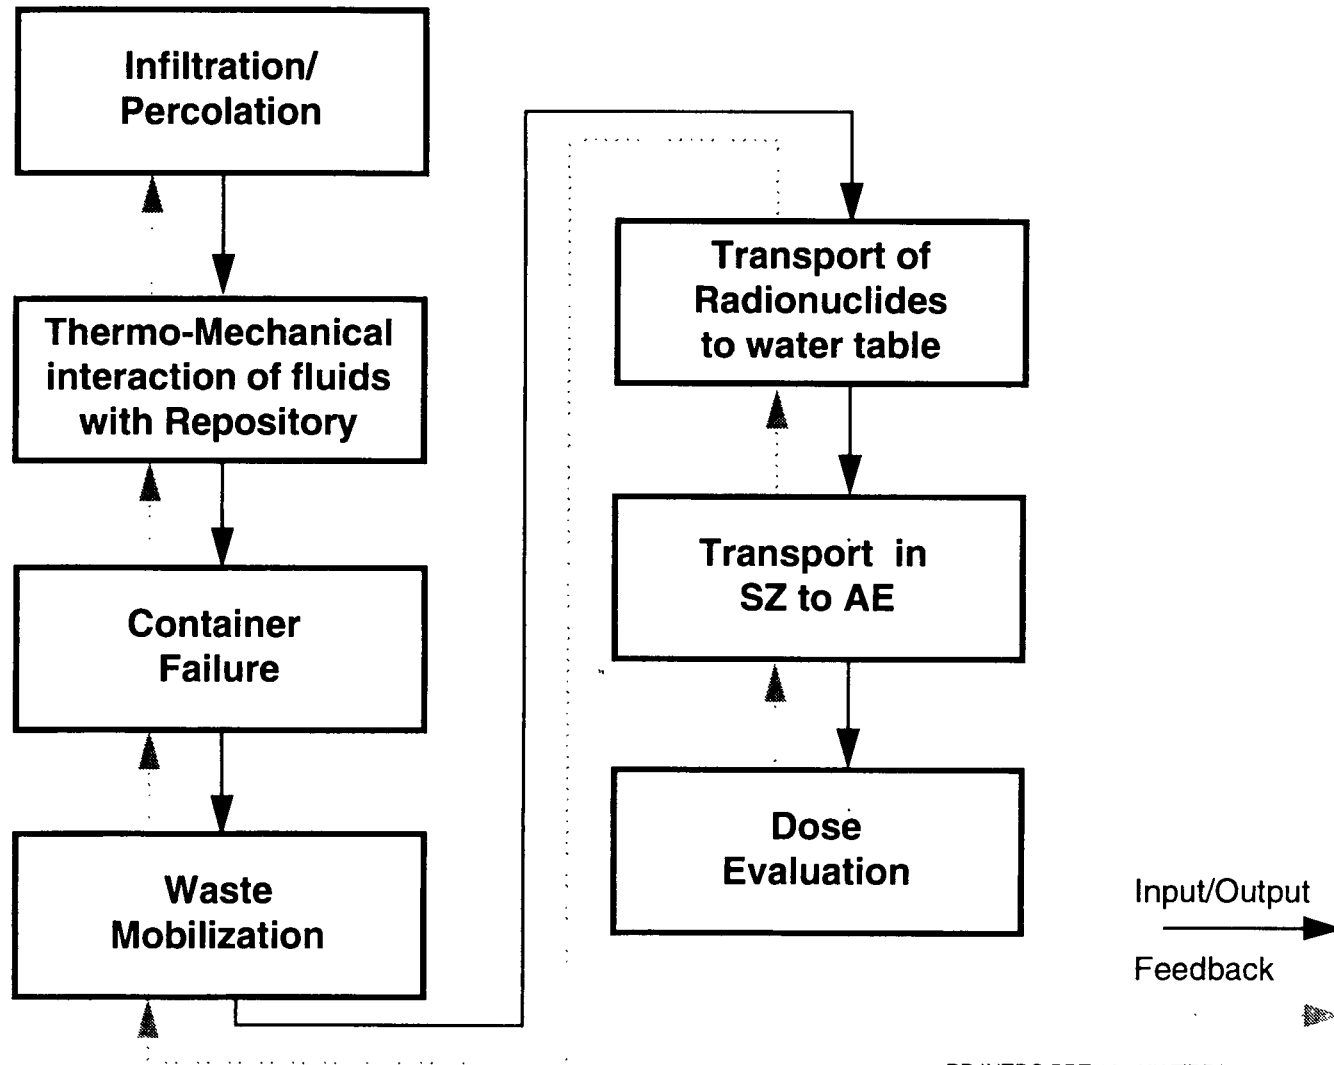 Infiltration/
Percolation
Thermo-Mechanical
interaction of fluids
with Repository
Container
Failure
Waste
Mobilization
Transport of
Radionuclides
to water table
Transport in
SZ to AE
Dose
Evaluation
Input/Output
Feedback